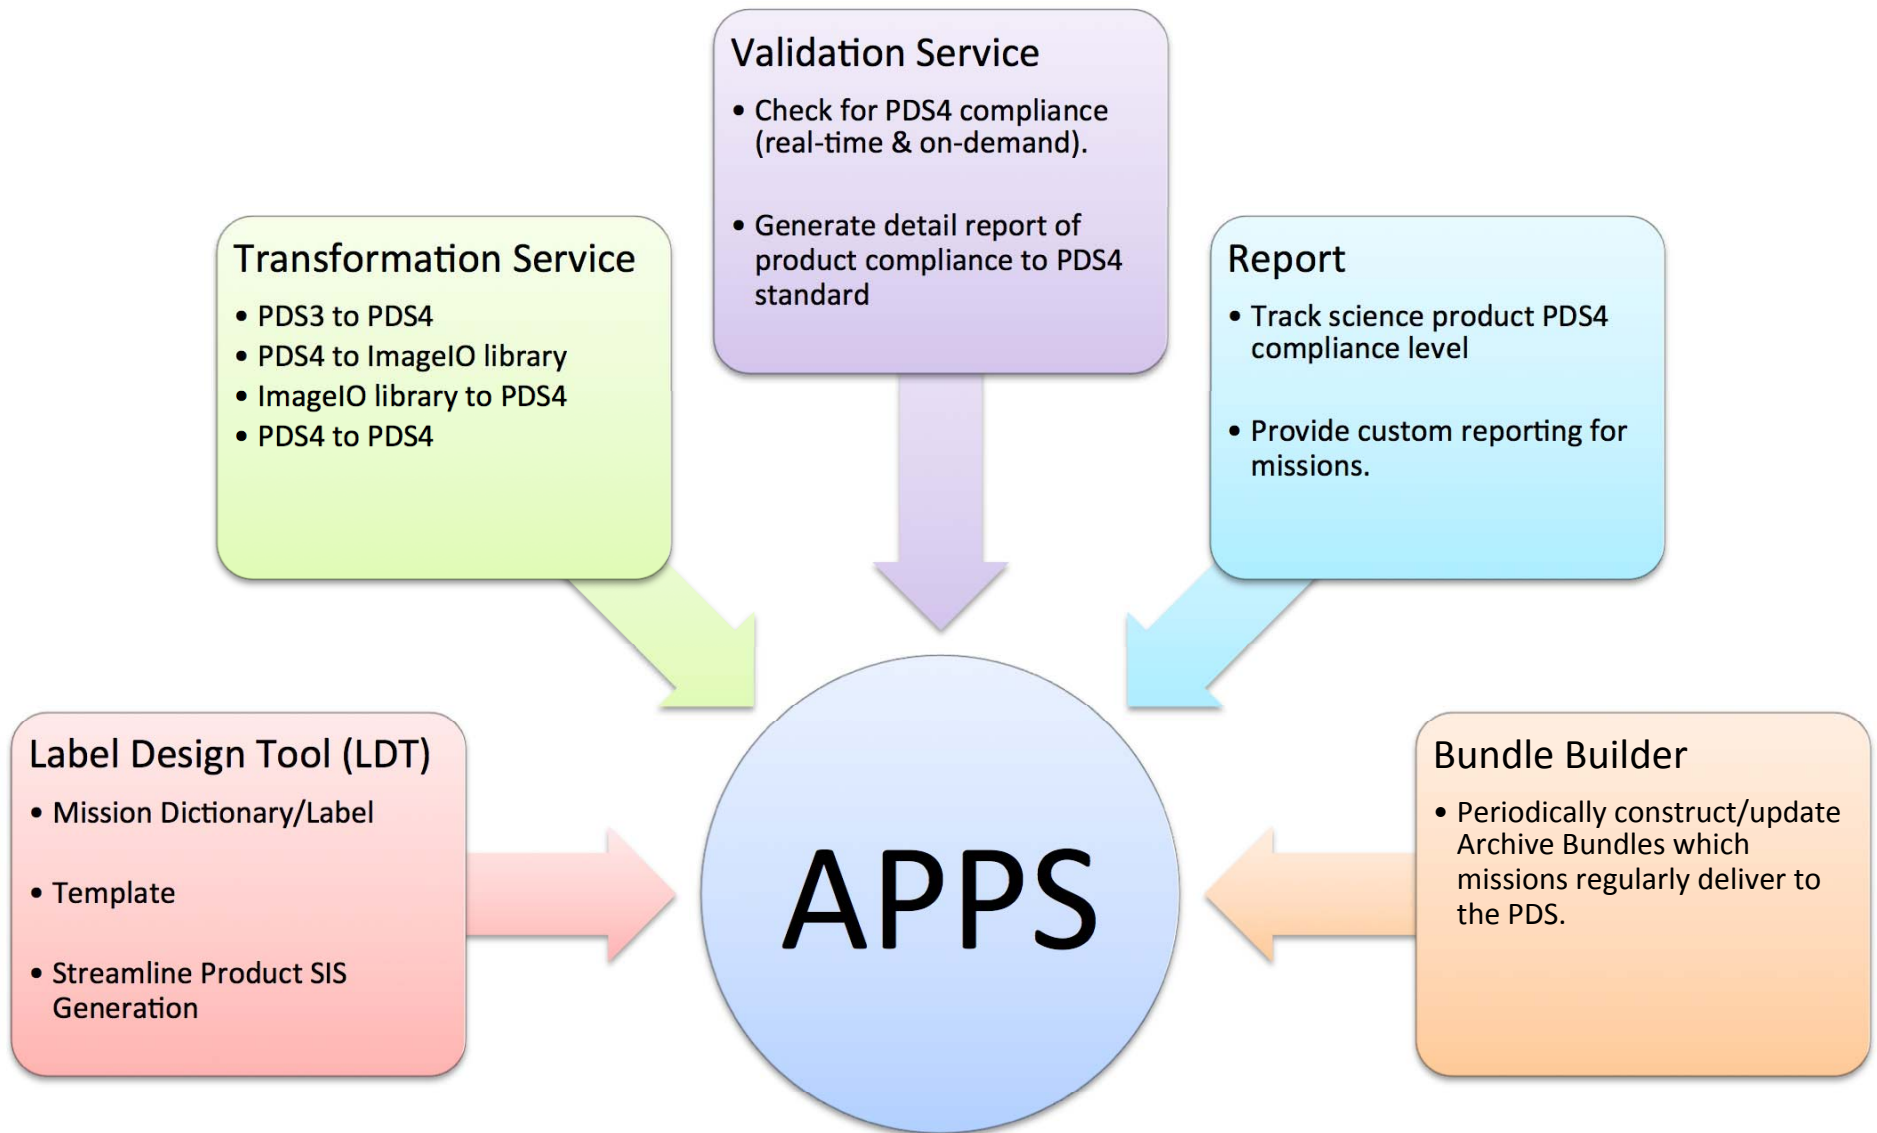 Validation Service
• Check for PDS4 compliance
(real-time & on-demand).
• Generate detail report of
product compliance to PDS4
standard
Transformation Service
• PDS3 to PDS4
• PDS4 to ImageIO library
• ImageIO library to PDS4
• PDS4 to PDS4
Report
• Track science product PDS4
compliance level
• Provide custom reporting for
missions.
Label Design Tool (LDT)
• Mission Dictionary/Label
• Template
• Streamline Product SIS
Generation
APPS
Bundle Builder
• Periodically construct/update
Archive Bundles which
missions regularly deliver to
the PDS.